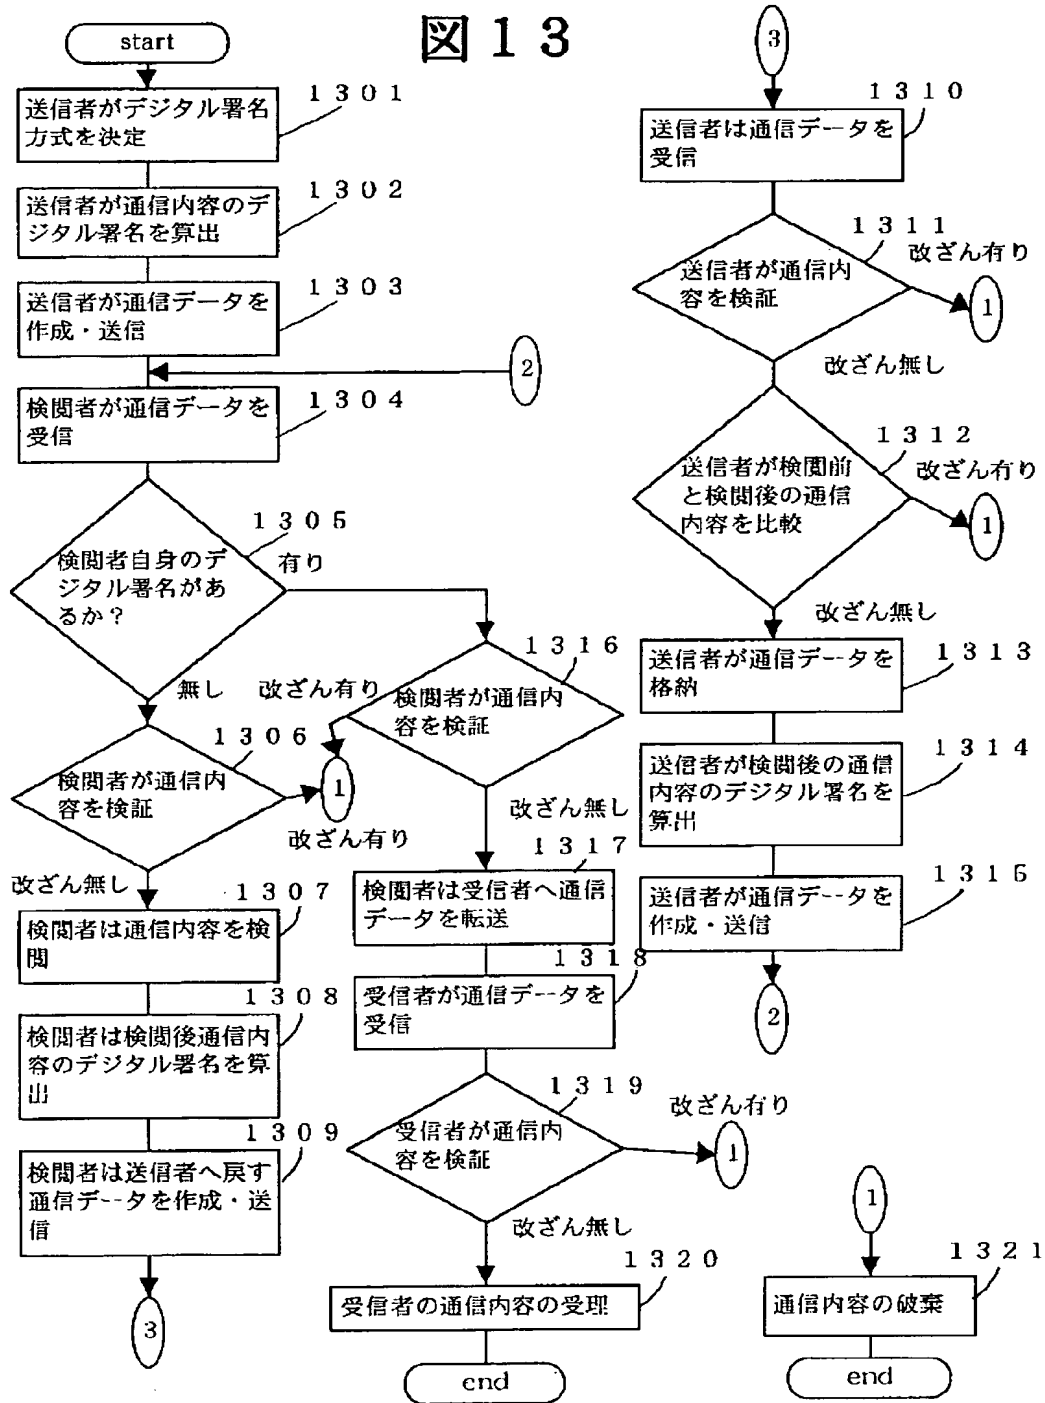 図13
start
1301
送信者がデジタル署名
方式を決定
1302
送信者が通信内容のデ
ジタル署名を算出
1303
送信者が通信データを
作成・送信
2
1304
検閲者が通信データを
受信
1305
検閲者自身のデ
ジタル署名があ
るか?
有り
無し
1306
検閲者が通信内
容を検証
改ざん有り
1
改ざん無し
1307
検閲者は通信内容を検
閲
1308
検閲者は検閲後通信内
容のデジタル署名を算
出
1309
検閲者は送信者へ戻す
通信データを作成・送
信
3
1316
改ざん有り
検閲者が通信内
容を検証
改ざん無し
1317
検閲者は受信者へ通信
データを転送
1318
受信者が通信データを
受信
1319
受信者が通信内
容を検証
改ざん有り
1
改ざん無し
1320
受信者の通信内容の受理
end
3
1310
送信者は通信データを
受信
1311
送信者が通信内
容を検証
改ざん有り
1
改ざん無し
1312
送信者が検閲前
と検閲後の通信
内容を比較
改ざん有り
1
改ざん無し
1313
送信者が通信データを
格納
1314
送信者が検閲後の通信
内容のデジタル署名を
算出
1315
送信者が通信データを
作成・送信
2
1
1321
通信内容の破棄
end